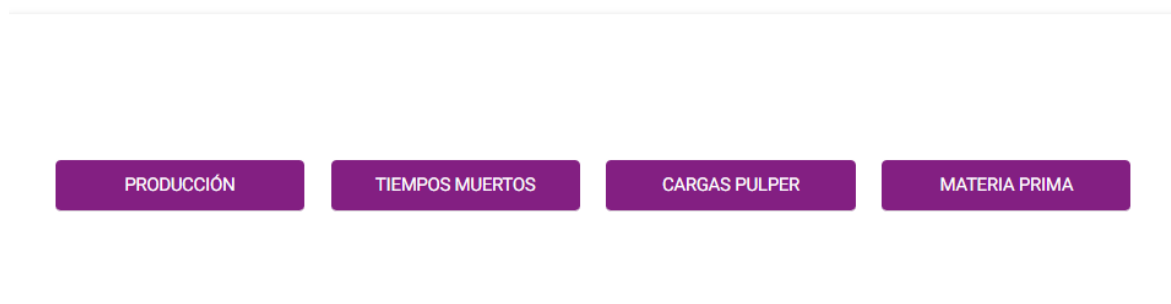 PRODUCCIÓN
TIEMPOS MUERTOS
CARGAS PULPER
MATERIA PRIMA